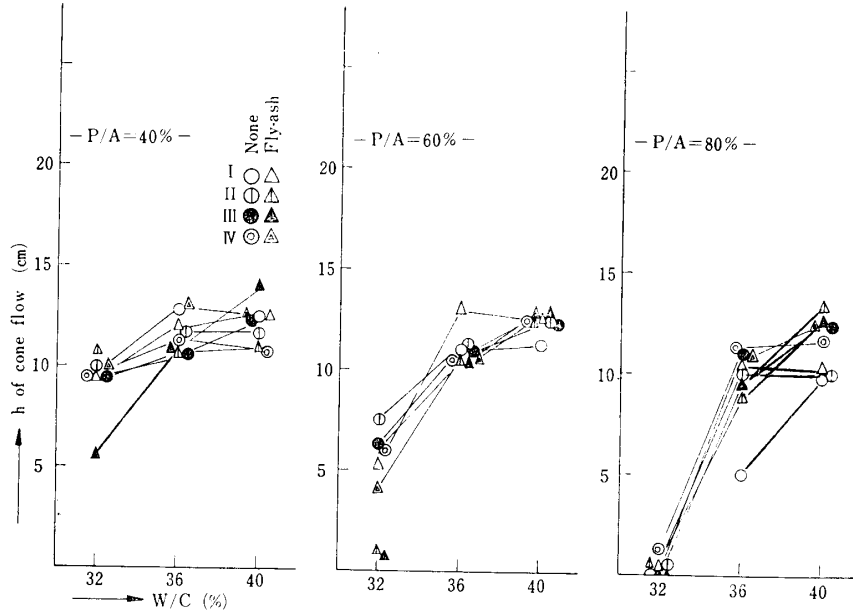 — P/A=40% —
None
Fly-ash
I
II
III
IV
20
15
10
5
32
36
40
h of cone flow (cm)
W/C (%)
— P/A=60% —
20
15
10
5
32
36
40
— P/A=80% —
20
15
10
5
32
36
40